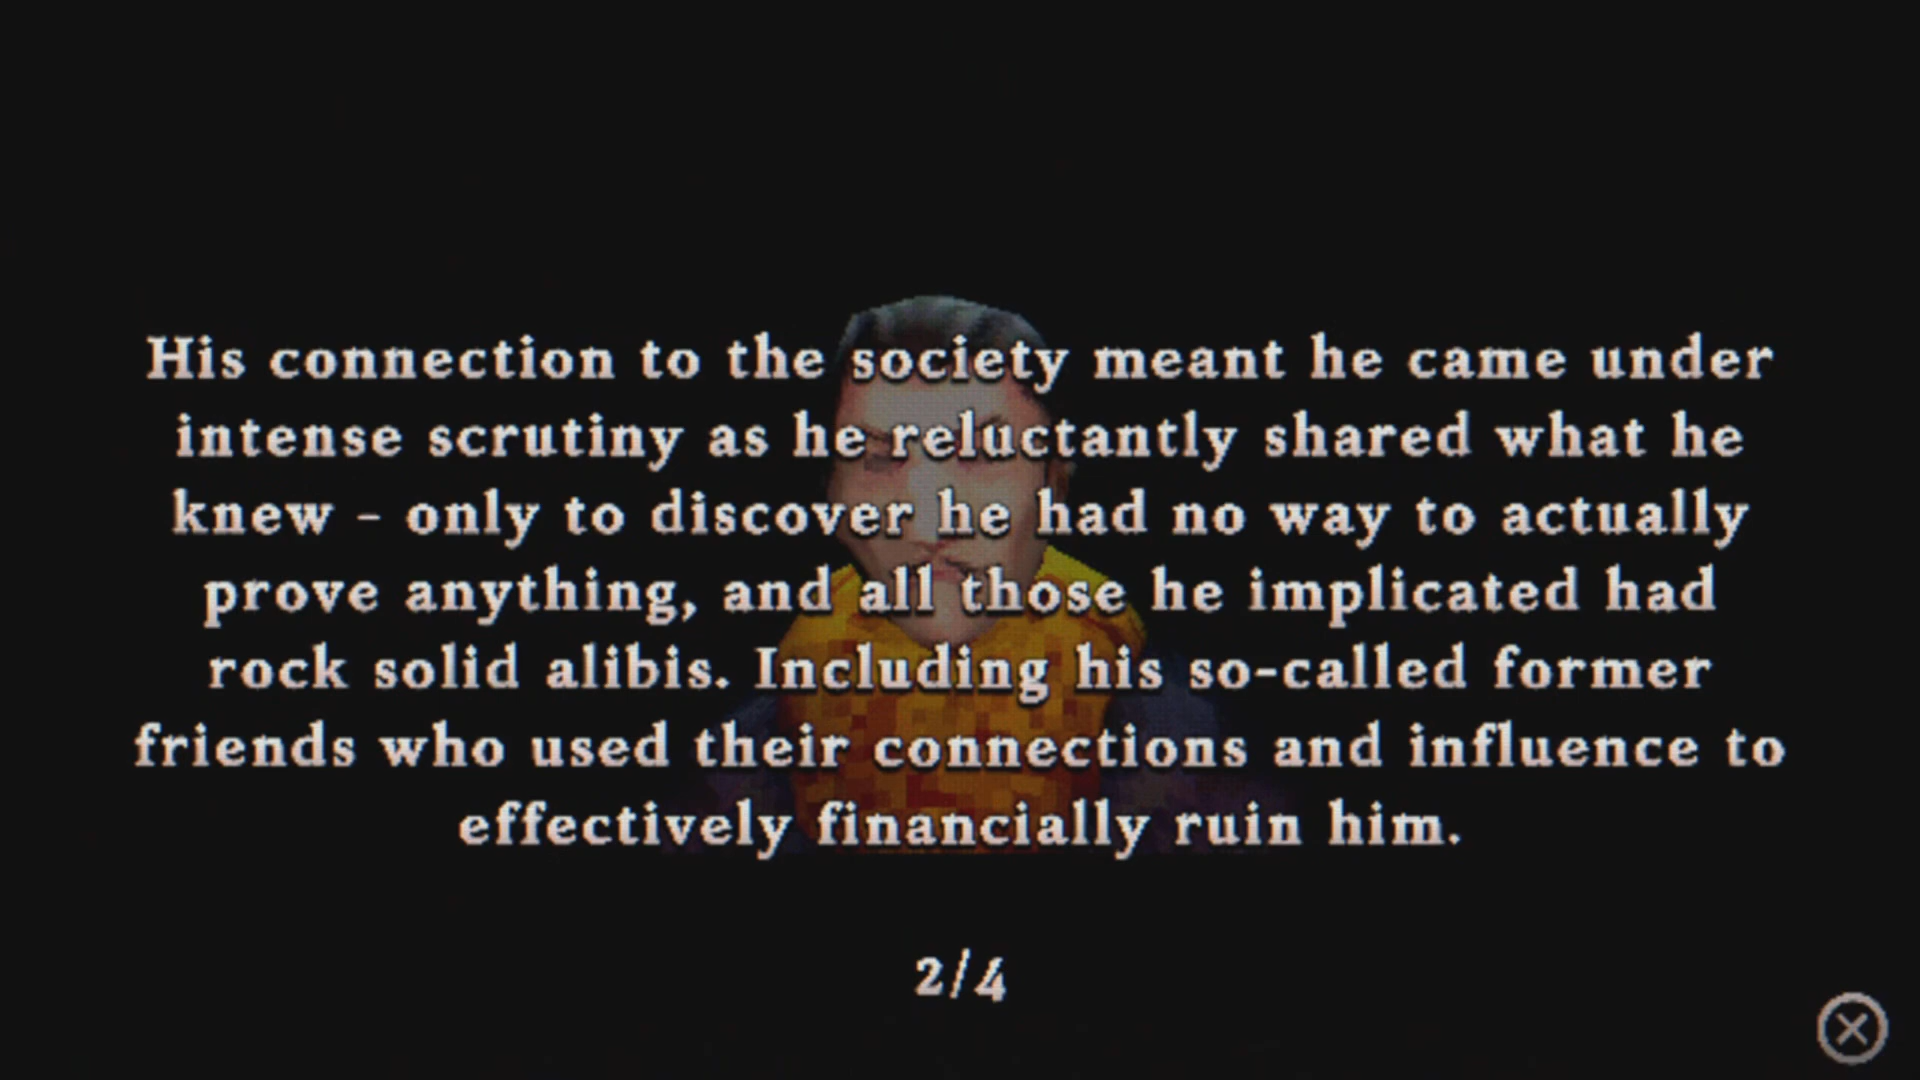 His connection to the society meant he came under
intense scrutiny as he reluctantly shared what he
knew - only to discover he had no way to actually
prove anything, and all those he implicated had
rock solid alibis. Including his so-called former
friends who used their connections and influence to
effectively financially ruin him.
2/4